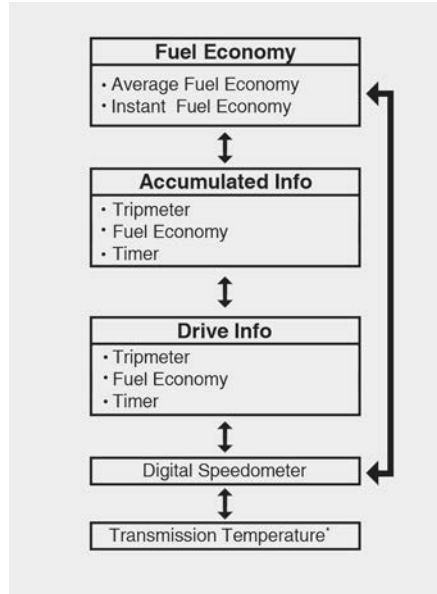 Fuel Economy
· Average Fuel Economy
· Instant Fuel Economy
Accumulated Info
· Tripmeter
· Fuel Economy
· Timer
Drive Info
· Tripmeter
· Fuel Economy
· Timer
Digital Speedometer
Transmission Temperature*